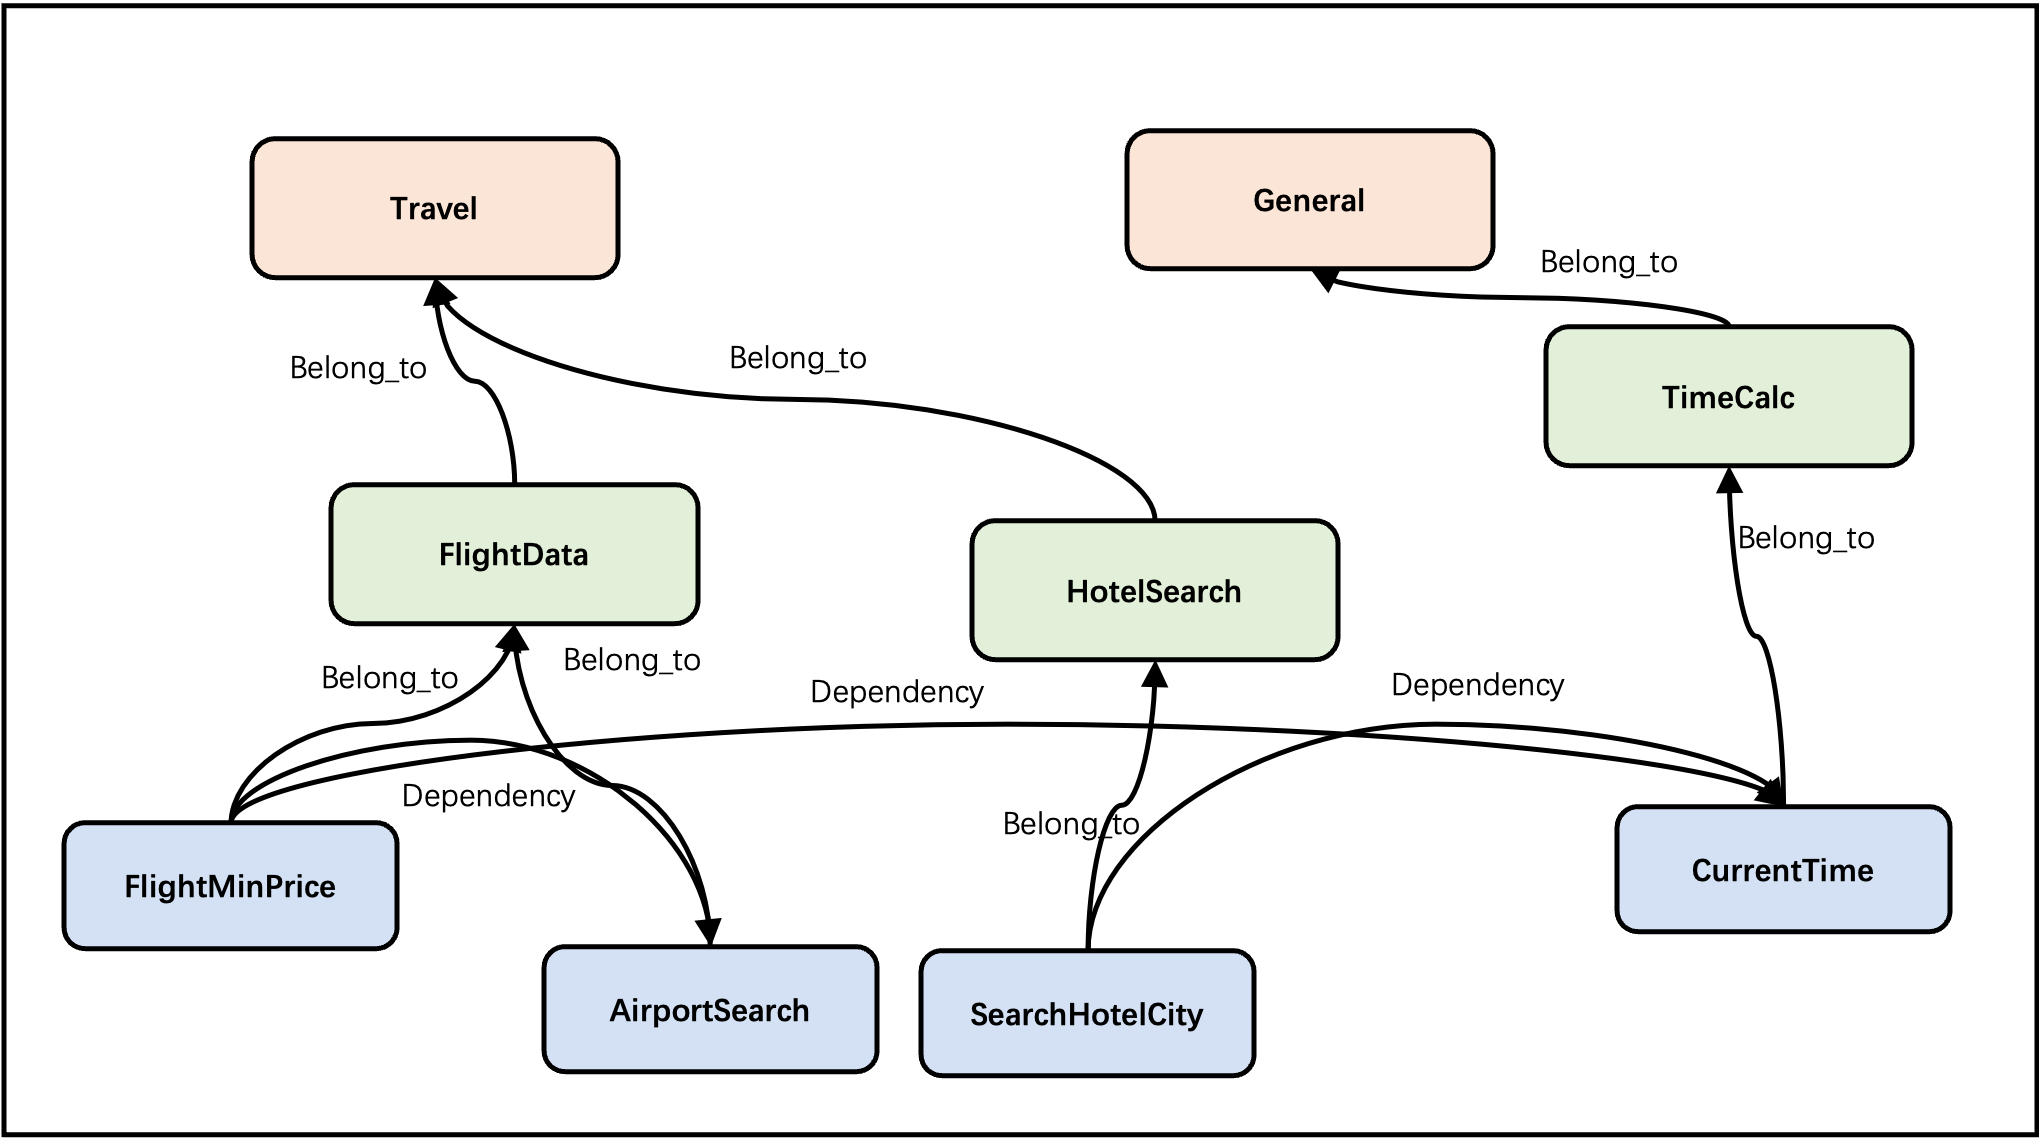 Travel
General
Belong_to
Belong_to
Belong_to
TimeCalc
FlightData
Belong_to
HotelSearch
Belong_to
Belong_to
Dependency
Dependency
Dependency
Belong_to
FlightMinPrice
CurrentTime
AirportSearch
SearchHotelCity